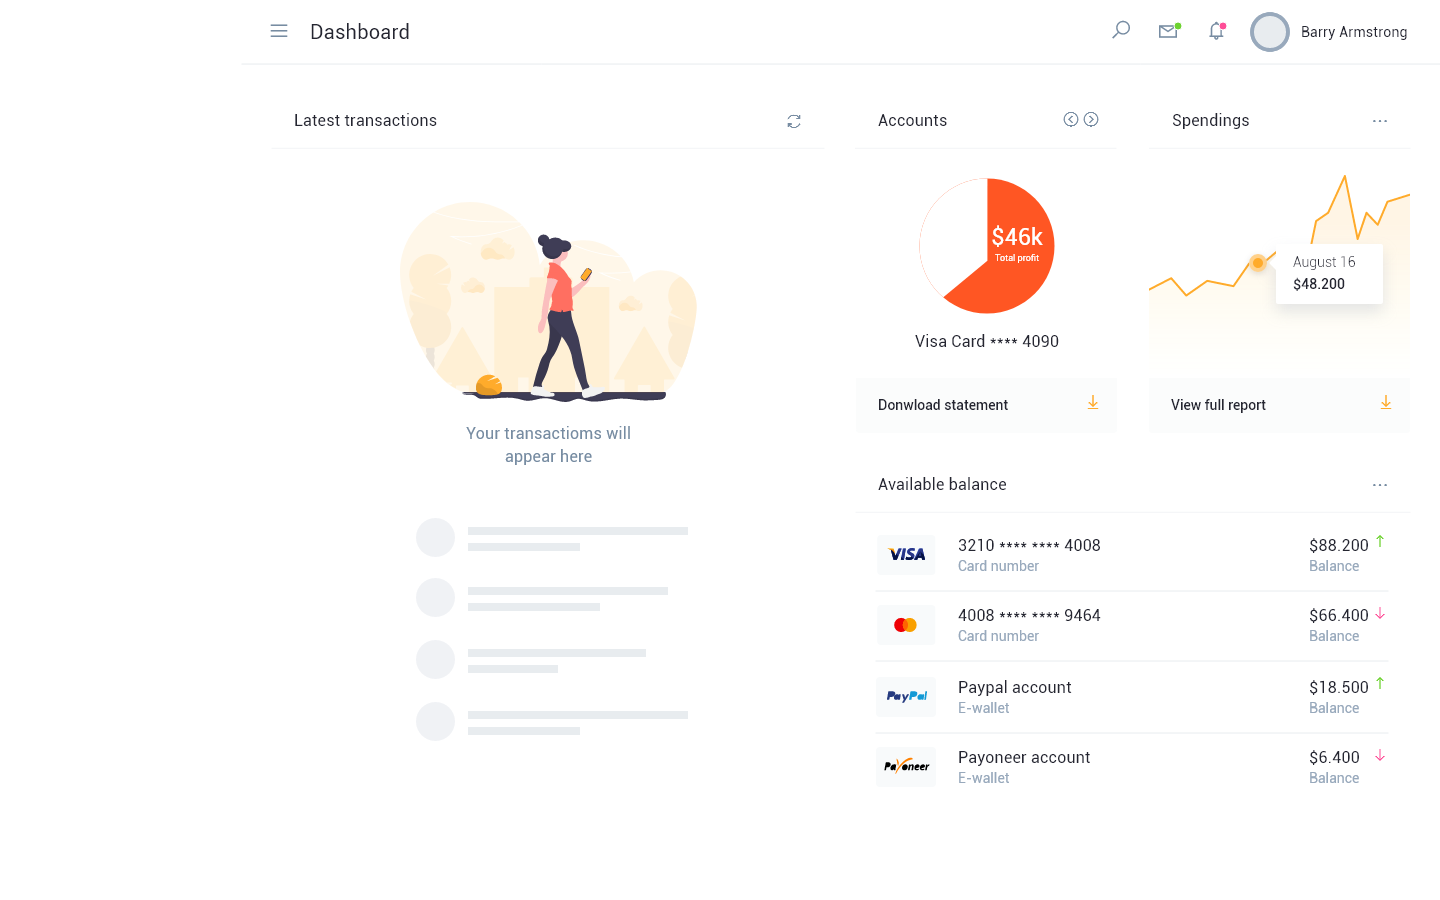 Dashboard
Barry Armstrong
Latest transactions
Your transactioms will
appear here
Accounts
$46k
Total profit
Visa Card **** 4090
Donwload statement
Spendings
August 16
$48.200
View full report
Available balance
VISA
3210 **** **** 4008
Card number
$88.200
Balance
4008 **** **** 9464
Card number
$66.400
Balance
PayPal
Paypal account
E-wallet
$18.500
Balance
Payoneer
Payoneer account
E-wallet
$6.400
Balance